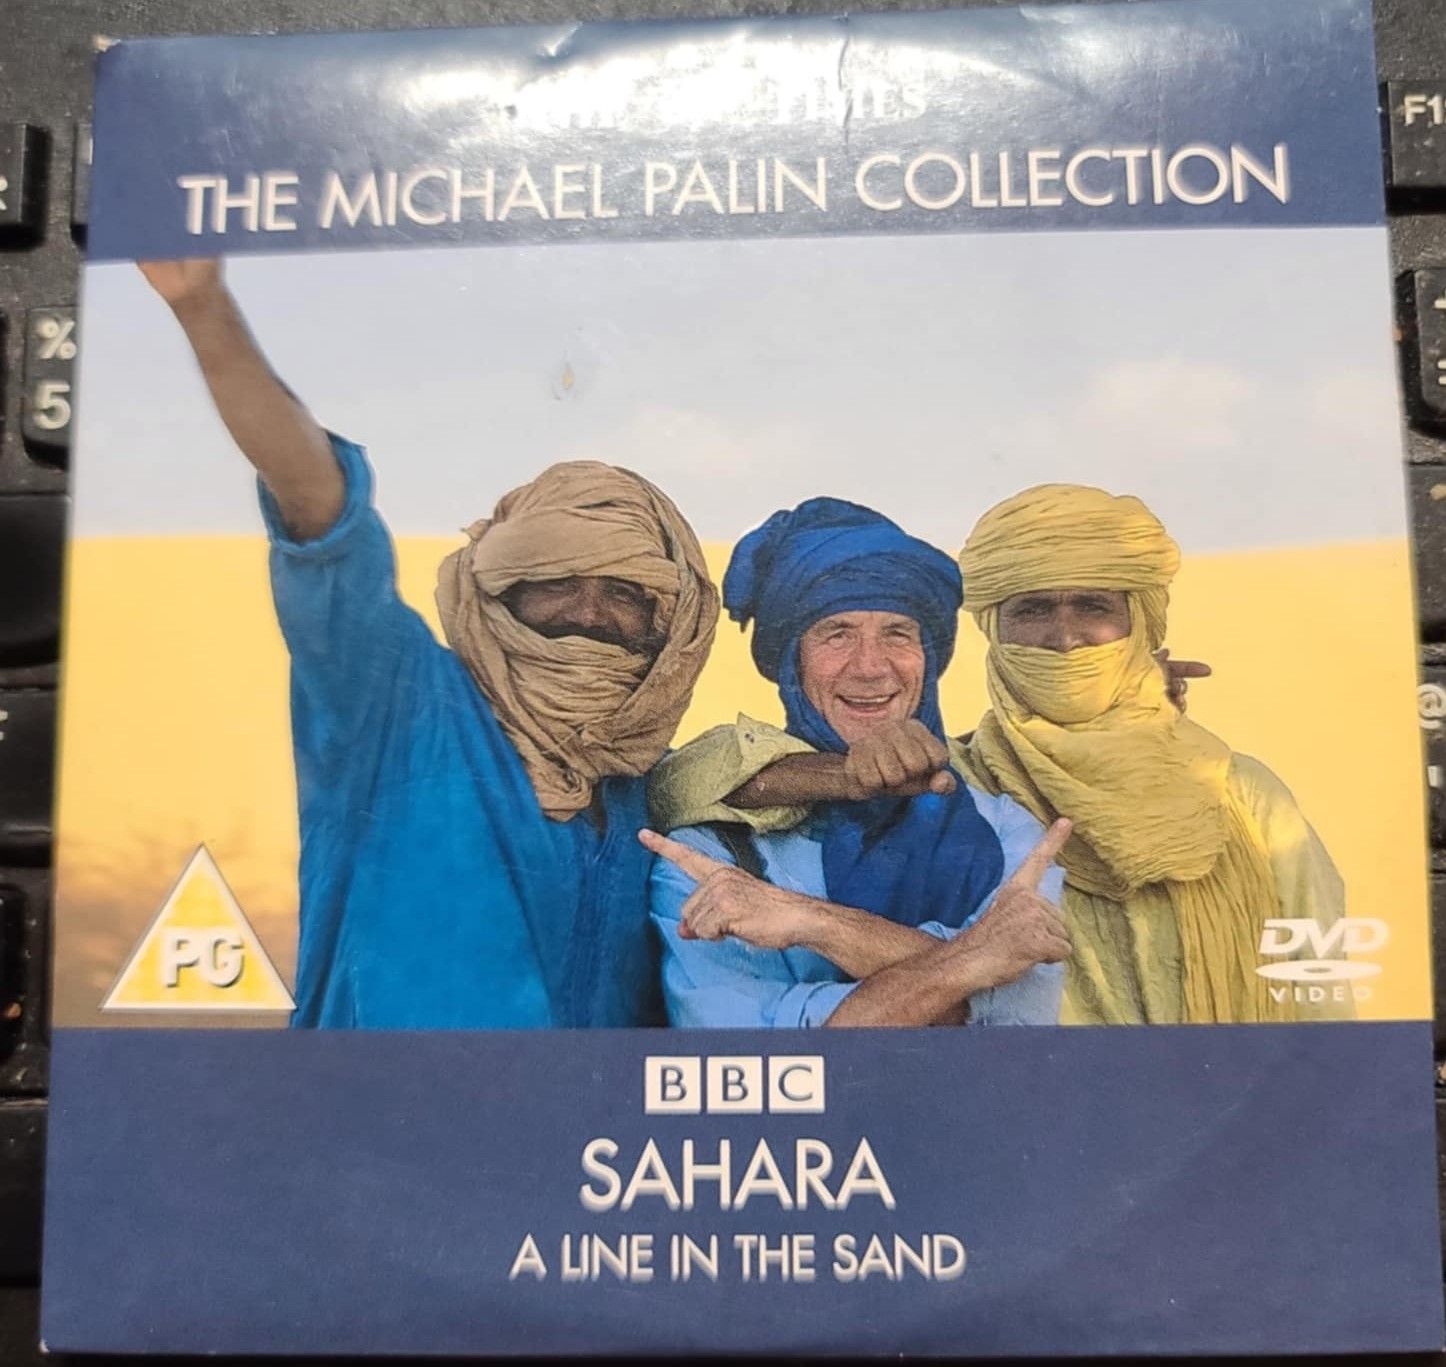 THE MICHAEL PALIN COLLECTION
F1
%
5
PG
DVD
VIDEO
@
BBC
SAHARA
A LINE IN THE SAND